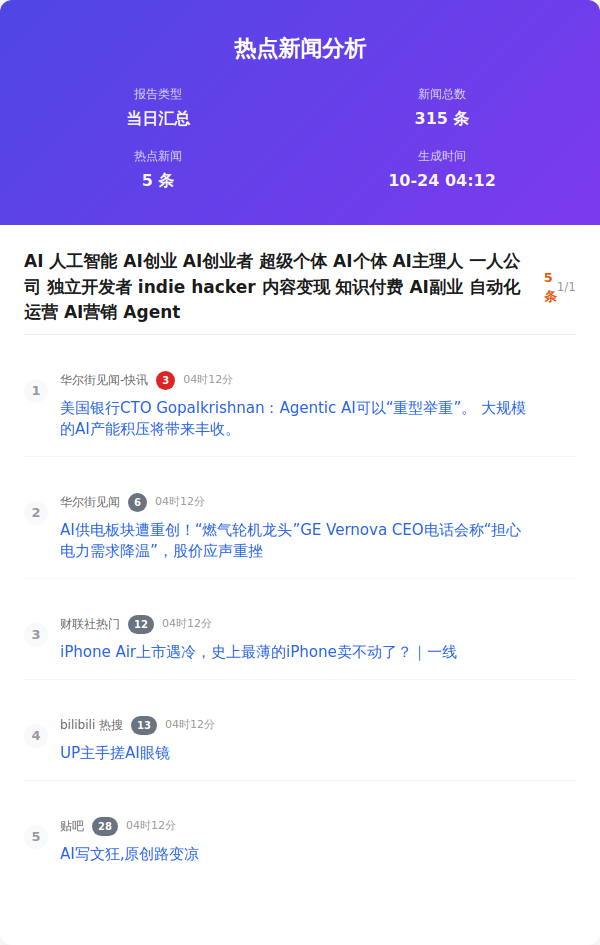 热点新闻分析
报告类型
新闻总数
当日汇总
315 条
热点新闻
生成时间
5 条
10-24 04:12
AI 人工智能 AI创业 AI创业者 超级个体 AI个体 AI主理人 一人公
司 独立开发者 indie hacker 内容变现 知识付费 AI副业 自动化
运营 AI营销 Agent
5
条
1/1
1
华尔街见闻-快讯 3 04时12分
美国银行CTO Gopalkrishnan：Agentic AI可以“重型举重”。 大规模
的AI产能积压将带来丰收。
2
华尔街见闻 6 04时12分
AI供电板块遭重创！“燃气轮机龙头”GE Vernova CEO电话会称“担心
电力需求降温”，股价应声重挫
3
财联社热门 12 04时12分
iPhone Air上市遇冷，史上最薄的iPhone卖不动了？｜一线
4
bilibili 热搜 13 04时12分
UP主手搓AI眼镜
5
贴吧 28 04时12分
AI写文狂,原创路变凉